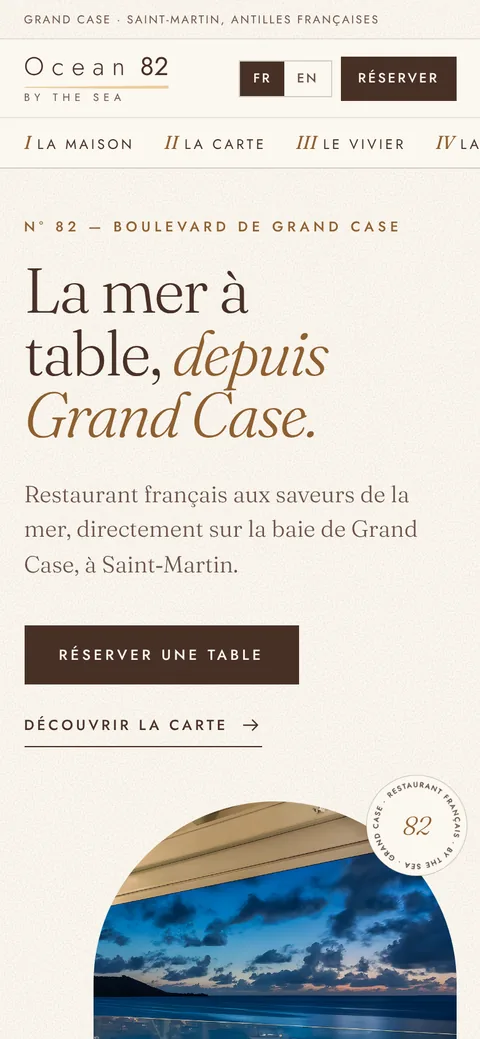 GRAND CASE · SAINT-MARTIN, ANTILLES FRANÇAISES
Ocean 82
BY THE SEA
FR EN
RÉSERVER
I LA MAISON II LA CARTE III LE VIVIER IV LA
N° 82 — BOULEVARD DE GRAND CASE
La mer à
table, depuis
Grand Case.
Restaurant français aux saveurs de la
mer, directement sur la baie de Grand
Case, à Saint-Martin.
RÉSERVER UNE TABLE
DÉCOUVRIR LA CARTE →
RESTAURANT FRANÇAIS · BY THE SEA · GRAND CASE ·
82